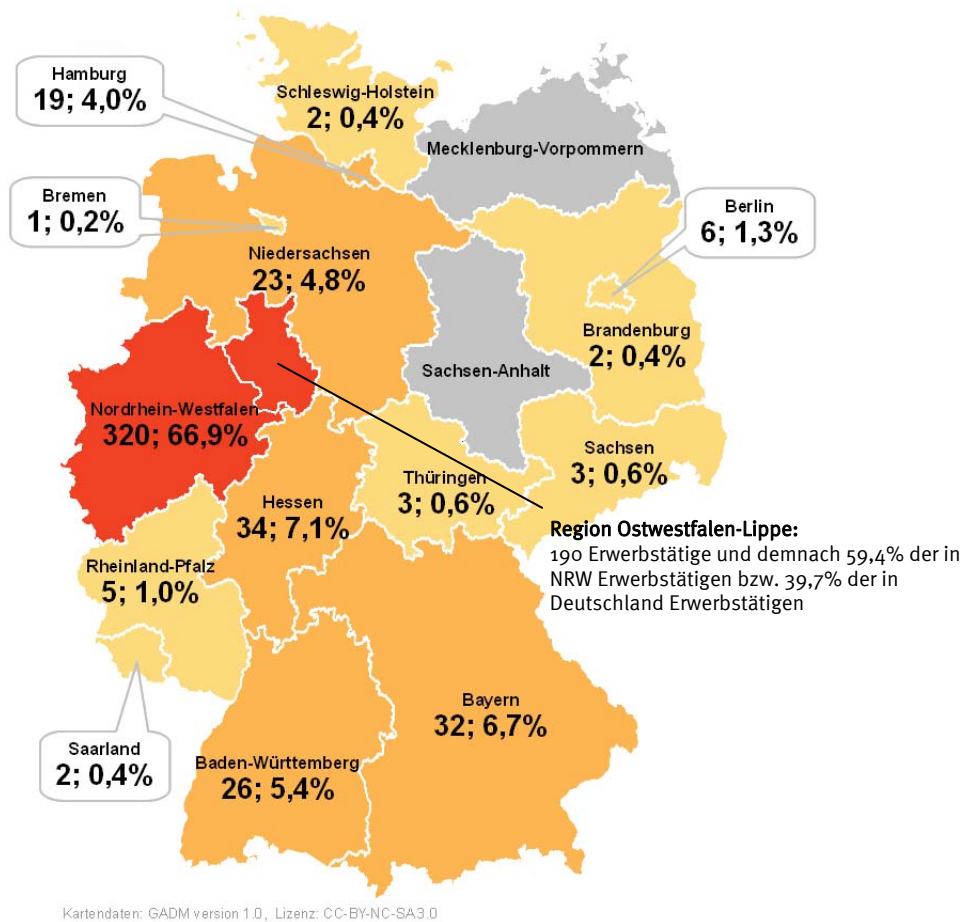 Hamburg
19; 4,0%
Schleswig-Holstein
2; 0,4%
Mecklenburg-Vorpommern
Bremen
1; 0,2%
Berlin
6; 1,3%
Niedersachsen
23; 4,8%
Brandenburg
2; 0,4%
Sachsen-Anhalt
Nordrhein-Westfalen
320; 66,9%
Sachsen
3; 0,6%
Thüringen
3; 0,6%
Hessen
34; 7,1%
Region Ostwestfalen-Lippe:
190 Erwerbstätige und demnach 59,4% der in
NRW Erwerbstätigen bzw. 39,7% der in
Deutschland Erwerbstätigen
Rheinland-Pfalz
5; 1,0%
Bayern
32; 6,7%
Saarland
2; 0,4%
Baden-Württemberg
26; 5,4%
Kartendaten: GADM version 1.0, Lizenz: CC-BY-NC-SA3.0